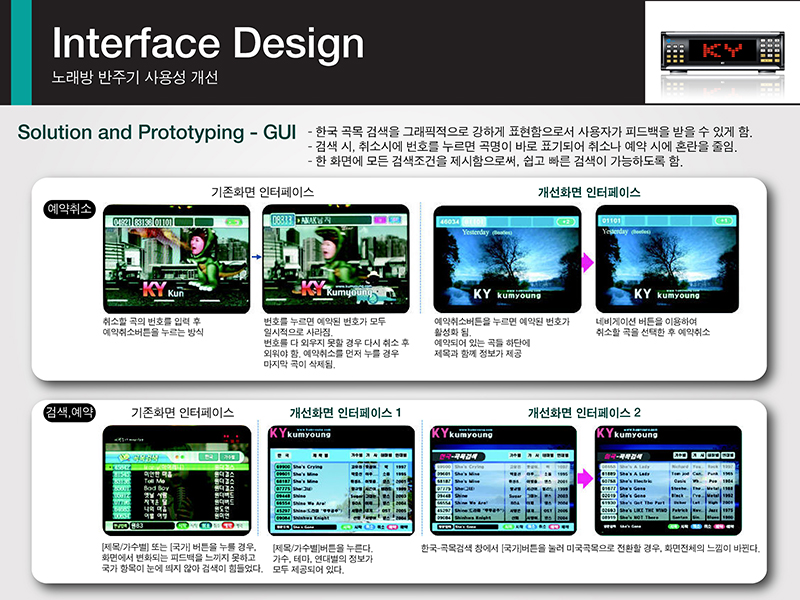 Interface Design
노래방 반주기 사용성 개선
KY
Solution and Prototyping - GUI
- 한국 곡목 검색을 그래픽적으로 강하게 표현함으로서 사용자가 피드백을 받을 수 있게 함.
- 검색 시, 취소시에 번호를 누르면 곡명이 바로 표기되어 취소나 예약 시에 혼란을 줄임.
- 한 화면에 모든 검색조건을 제시함으로써, 쉽고 빠른 검색이 가능하도록 함.
예약취소
기존화면 인터페이스
개선화면 인터페이스
04921 83136 01101
KY Kun
KY Kumyoung
46034
Yesterday (Beatles)
KY kumyoung
01101
Yesterday (Beatles)
KY kumyoung
취소할 곡의 번호를 입력 후
예약취소버튼을 누르는 방식
번호를 누르면 예약된 번호가 모두
일시적으로 사라짐.
번호를 다 외우지 못할 경우 다시 취소 후
외워야 함. 예약취소를 먼저 누를 경우
마지막 곡이 삭제됨.
예약취소버튼을 누르면 예약된 번호가
활성화 됨.
예약되어 있는 곡들 하단에
제목과 함께 정보가 제공
네비게이션 버튼을 이용하여
취소할 곡을 선택한 후 예약취소
검색,예약
기존화면 인터페이스
개선화면 인터페이스 1
개선화면 인터페이스 2
Tell Me
Bad Boy
KY kumyoung
69900 She's Crying 1997
She's Mine
She's Mine
Shine
Shine We Are!
Shiniwa Knight
She's Gone
KY kumyoung
한국-곡목검색
She's Crying
She's Mine
She's Mine
Shine
Shine We Are!
She's Gone
KY kumyoung
미국-곡목검색
She's A Lady
She's Electric
She's Gone
She's Got The
SHE'S LIKE THE WIND
She's Not There
She's Gone
[제목/가수별] 또는 [국가] 버튼을 누를 경우,
화면에서 변화되는 피드백을 느끼지 못하고
국가 항목이 눈에 띄지 않아 검색이 힘들었다.
[제목/가수별]버튼을 누른다.
가수, 테마, 연대별의 정보가
모두 제공되어 있다.
한국-곡목검색 창에서 [국가]버튼을 눌러 미국곡목으로 전환할 경우, 화면전체의 느낌이 바뀐다.